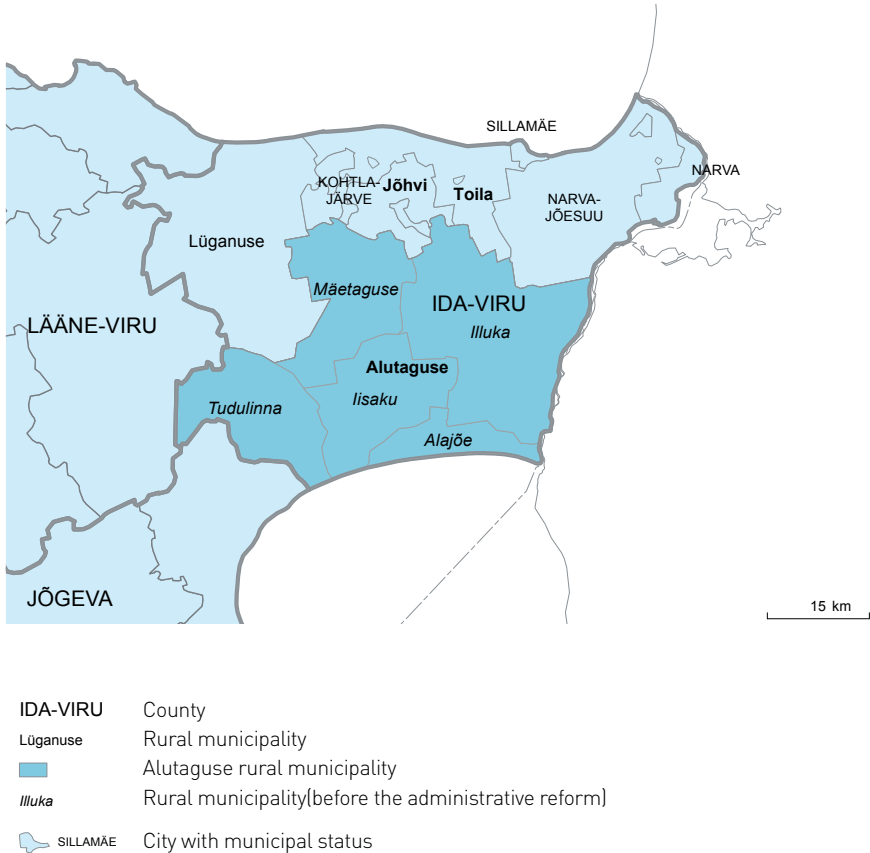 SILLAMÄE
NARVA
KOHTLA-
JÄRVE
Jõhvi
Toila
NARVA-
JÕESUU
Lüganuse
Mäetaguse
IDA-VIRU
Illuka
LÄÄNE-VIRU
Alutaguse
Iisaku
Tudulinna
Alajõe
JÕGEVA
15 km
IDA-VIRU County
Lüganuse Rural municipality
Alutaguse rural municipality
Illuka Rural municipality(before the administrative reform)
SILLAMÄE City with municipal status